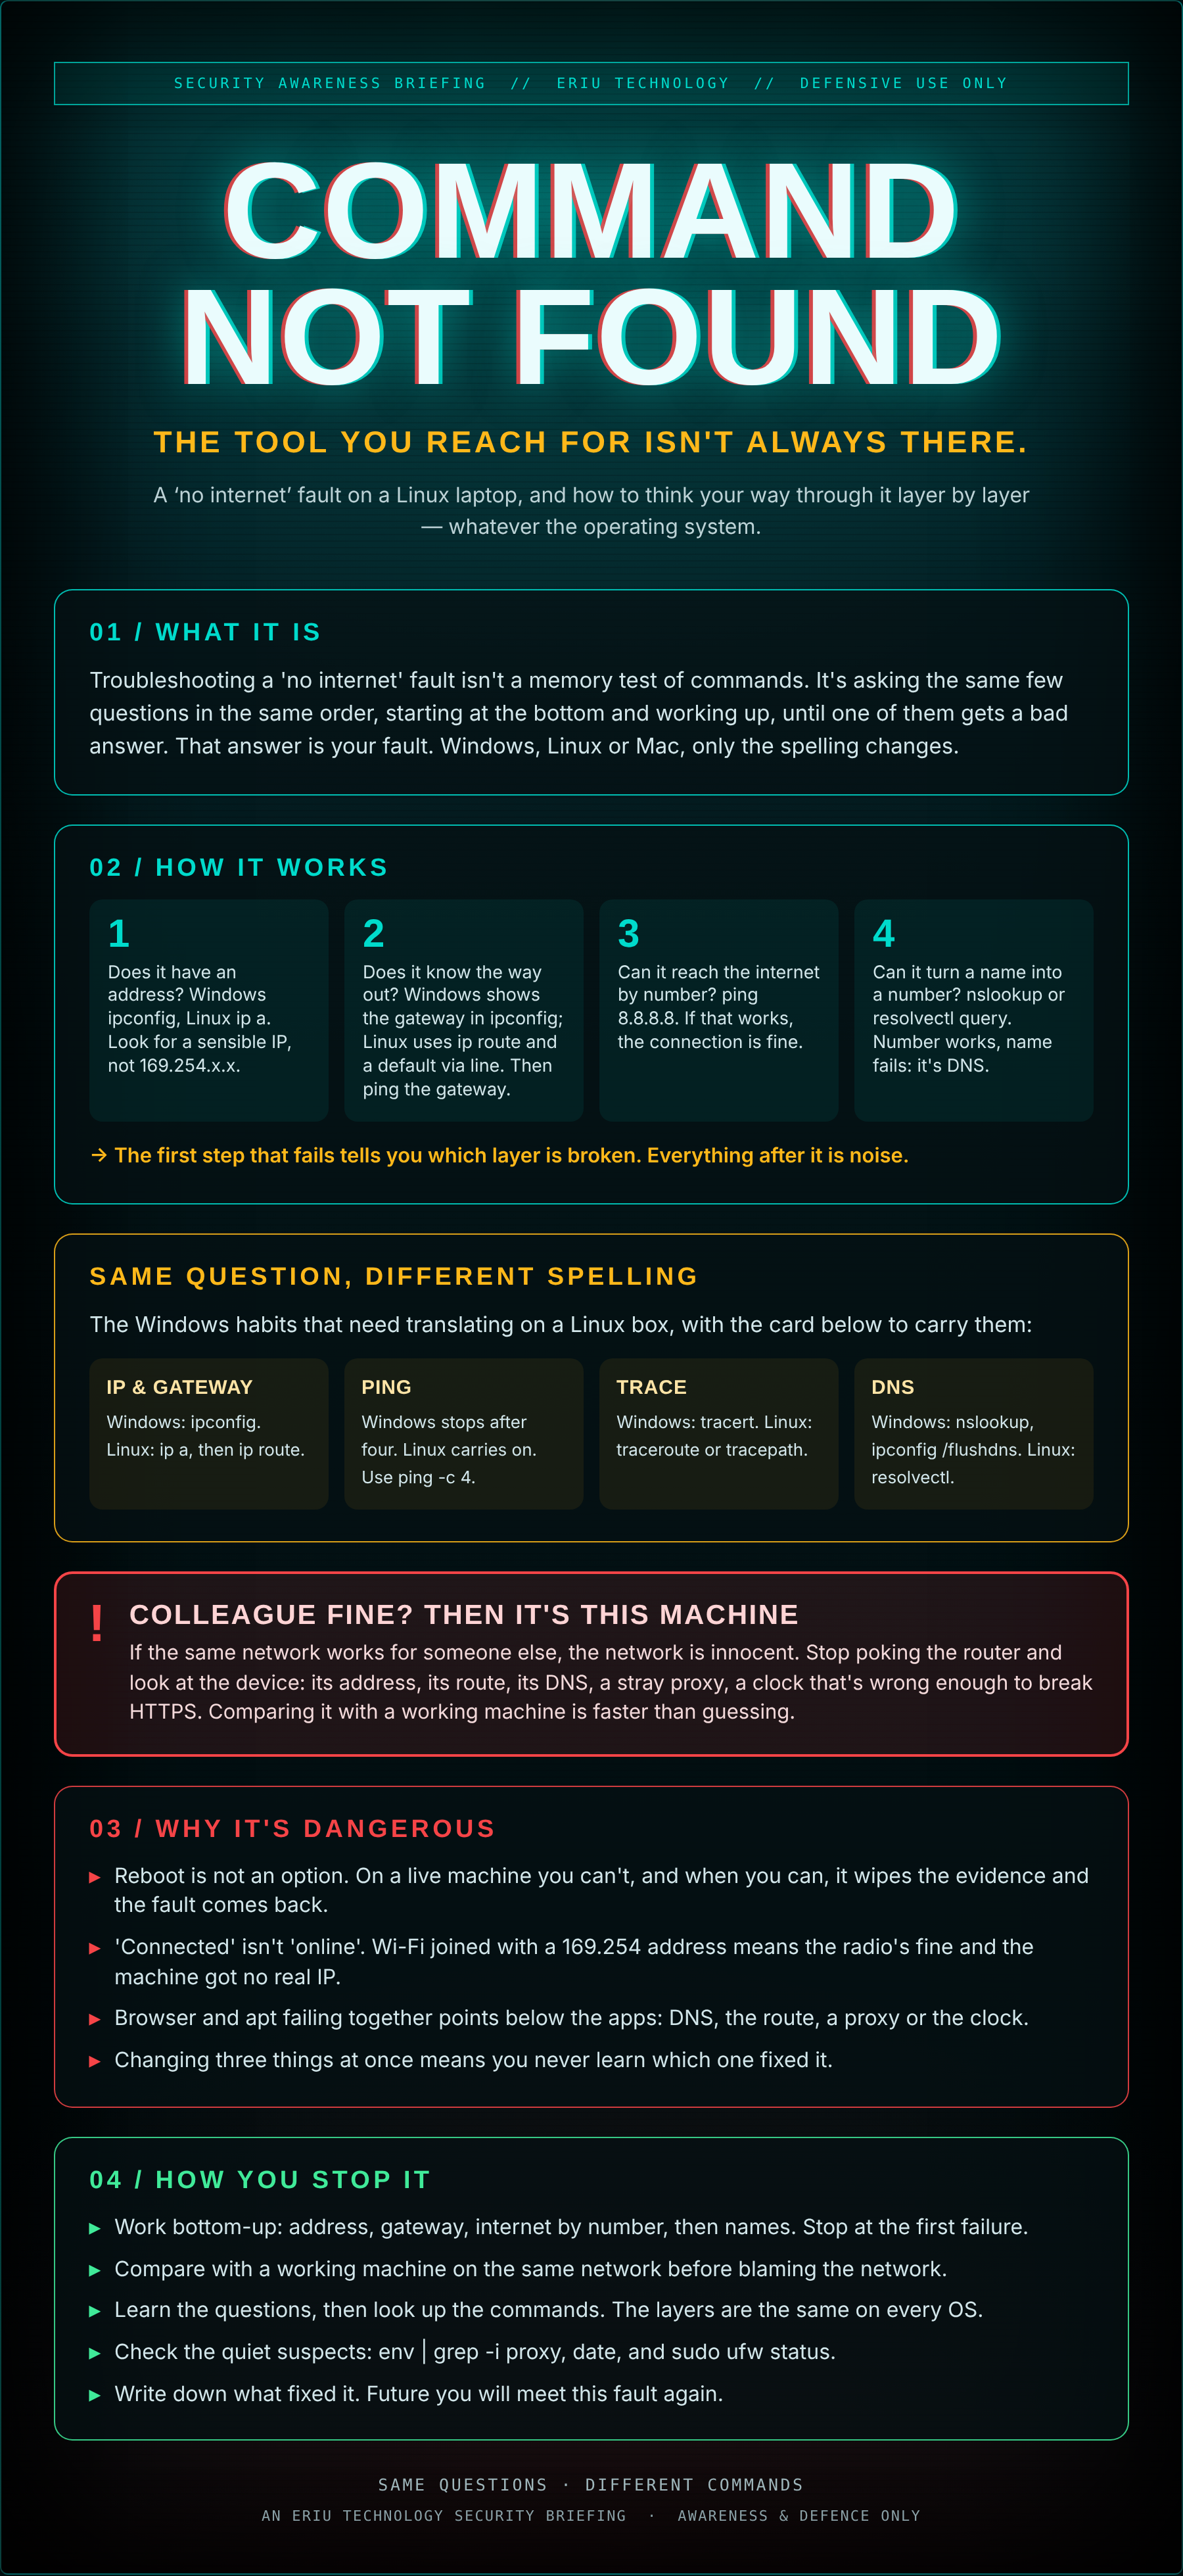 SECURITY AWARENESS BRIEFING // ERIU TECHNOLOGY // DEFENSIVE USE ONLY
COMMAND
NOT FOUND
THE TOOL YOU REACH FOR ISN'T ALWAYS THERE.
A ‘no internet’ fault on a Linux laptop, and how to think your way through it layer by layer
— whatever the operating system.
01 / WHAT IT IS
Troubleshooting a 'no internet' fault isn't a memory test of commands. It's asking the same few
questions in the same order, starting at the bottom and working up, until one of them gets a bad
answer. That answer is your fault. Windows, Linux or Mac, only the spelling changes.
02 / HOW IT WORKS
1
Does it have an
address? Windows
ipconfig, Linux ip a.
Look for a sensible IP,
not 169.254.x.x.
2
Does it know the way
out? Windows shows
the gateway in ipconfig;
Linux uses ip route and
a default via line. Then
ping the gateway.
3
Can it reach the internet
by number? ping
8.8.8.8. If that works,
the connection is fine.
4
Can it turn a name into
a number? nslookup or
resolvectl query.
Number works, name
fails: it's DNS.
→ The first step that fails tells you which layer is broken. Everything after it is noise.
SAME QUESTION, DIFFERENT SPELLING
The Windows habits that need translating on a Linux box, with the card below to carry them:
IP & GATEWAY
Windows: ipconfig.
Linux: ip a, then ip route.
PING
Windows stops after
four. Linux carries on.
Use ping -c 4.
TRACE
Windows: tracert. Linux:
traceroute or tracepath.
DNS
Windows: nslookup,
ipconfig /flushdns. Linux:
resolvectl.
!
COLLEAGUE FINE? THEN IT'S THIS MACHINE
If the same network works for someone else, the network is innocent. Stop poking the router and
look at the device: its address, its route, its DNS, a stray proxy, a clock that's wrong enough to break
HTTPS. Comparing it with a working machine is faster than guessing.
03 / WHY IT'S DANGEROUS
▶ Reboot is not an option. On a live machine you can't, and when you can, it wipes the evidence and
the fault comes back.
▶ 'Connected' isn't 'online'. Wi-Fi joined with a 169.254 address means the radio's fine and the
machine got no real IP.
▶ Browser and apt failing together points below the apps: DNS, the route, a proxy or the clock.
▶ Changing three things at once means you never learn which one fixed it.
04 / HOW YOU STOP IT
▶ Work bottom-up: address, gateway, internet by number, then names. Stop at the first failure.
▶ Compare with a working machine on the same network before blaming the network.
▶ Learn the questions, then look up the commands. The layers are the same on every OS.
▶ Check the quiet suspects: env | grep -i proxy, date, and sudo ufw status.
▶ Write down what fixed it. Future you will meet this fault again.
SAME QUESTIONS · DIFFERENT COMMANDS
AN ERIU TECHNOLOGY SECURITY BRIEFING · AWARENESS & DEFENCE ONLY